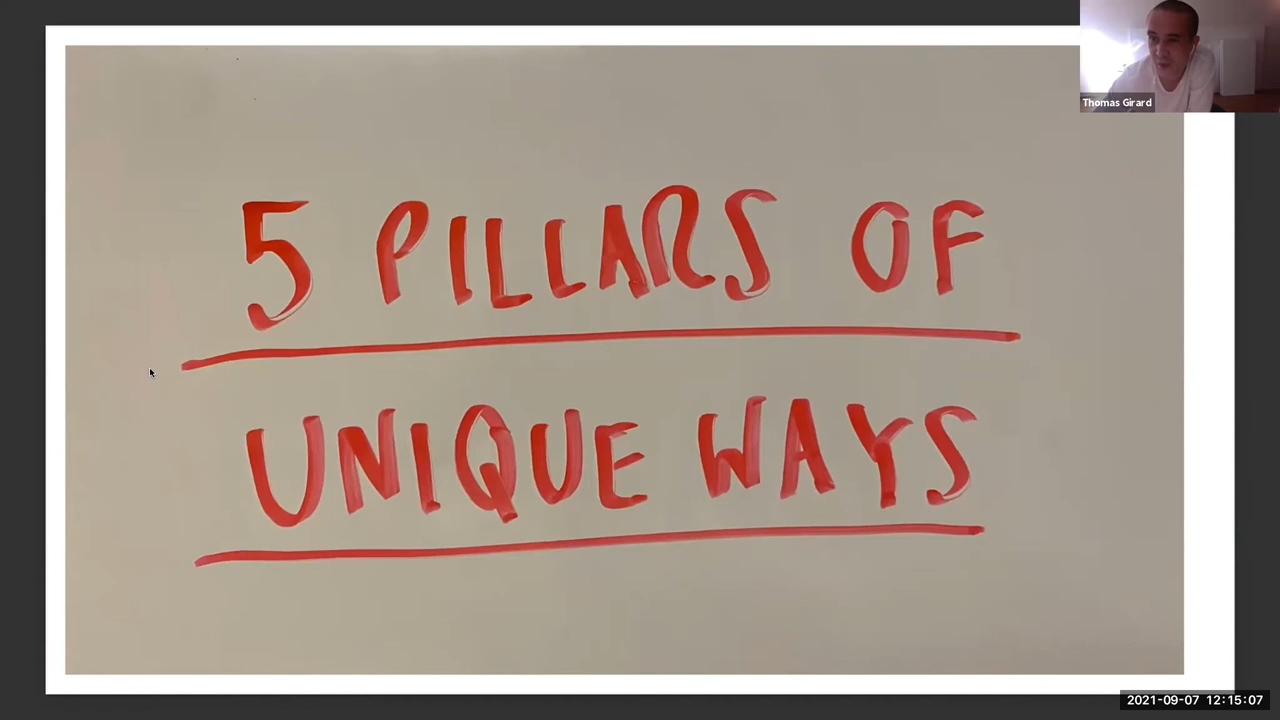 Thomas Girard
5 PILLARS OF
UNIQUE WAYS
2021-09-07 12:15:07